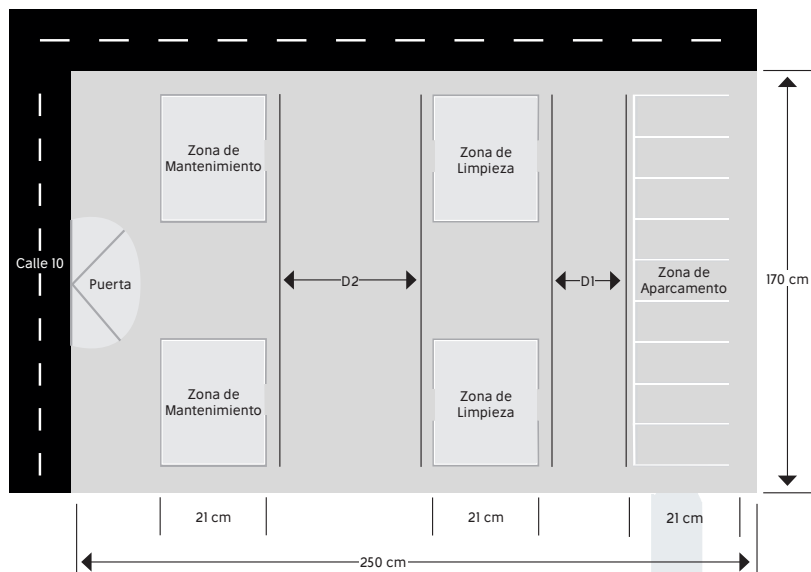 Zona de
Mantenimiento
Zona de
Limpieza
Calle 10
Puerta
D2
D1
Zona de
Aparcamento
170 cm
Zona de
Mantenimiento
Zona de
Limpieza
21 cm
21 cm
21 cm
250 cm